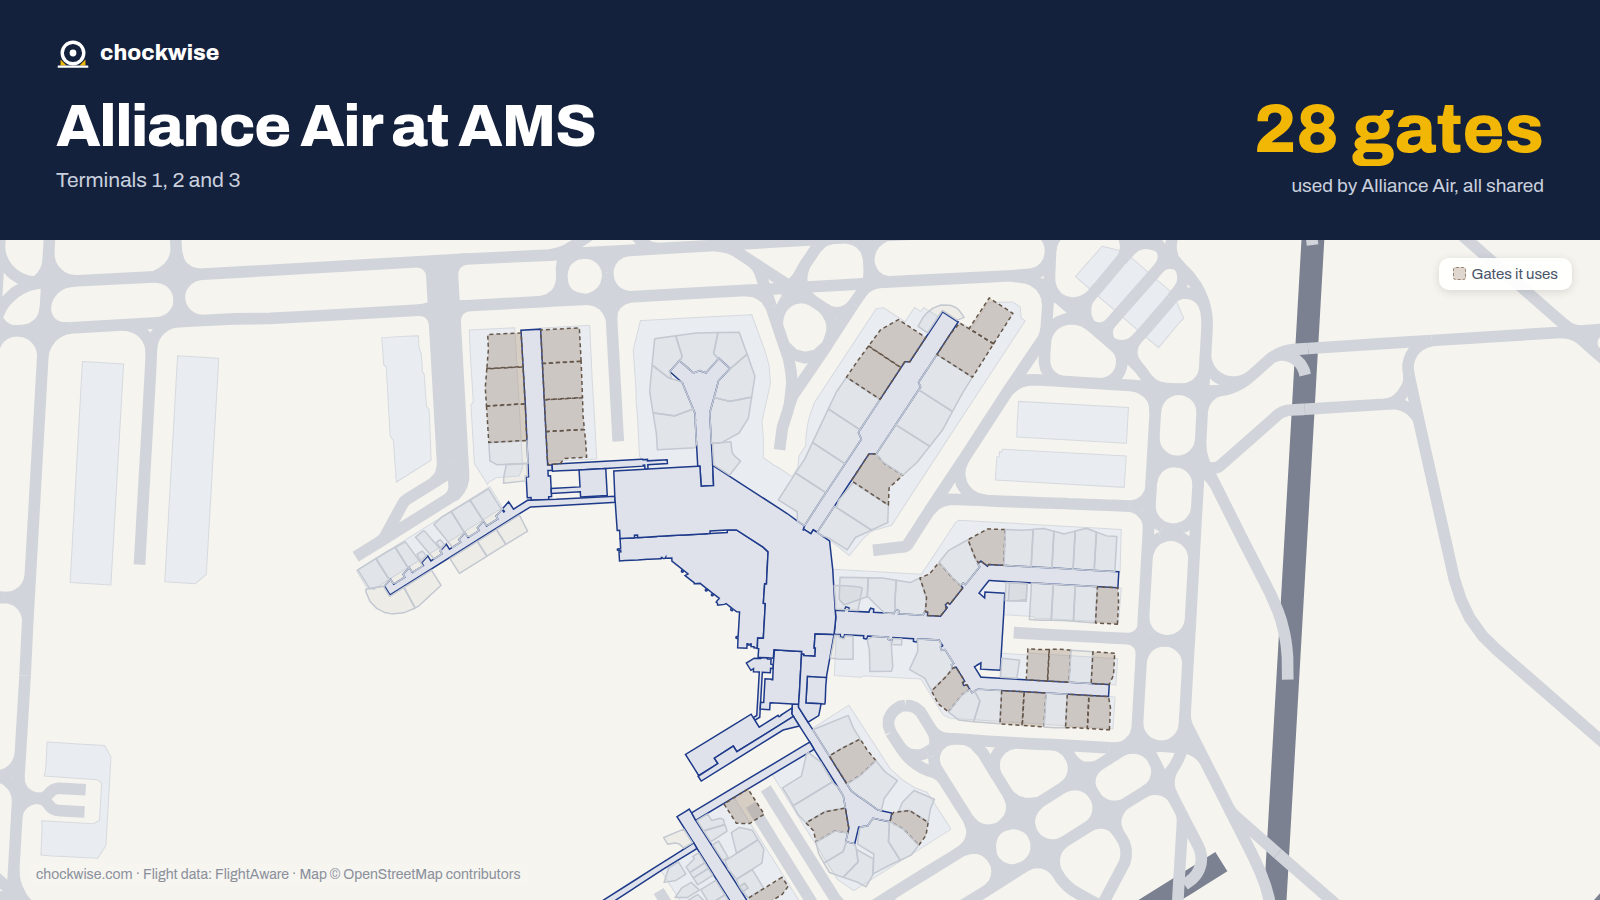 chockwise
Alliance Air at AMS
Terminals 1, 2 and 3
28 gates
used by Alliance Air, all shared
Gates it uses
chockwise.com · Flight data: FlightAware · Map © OpenStreetMap contributors